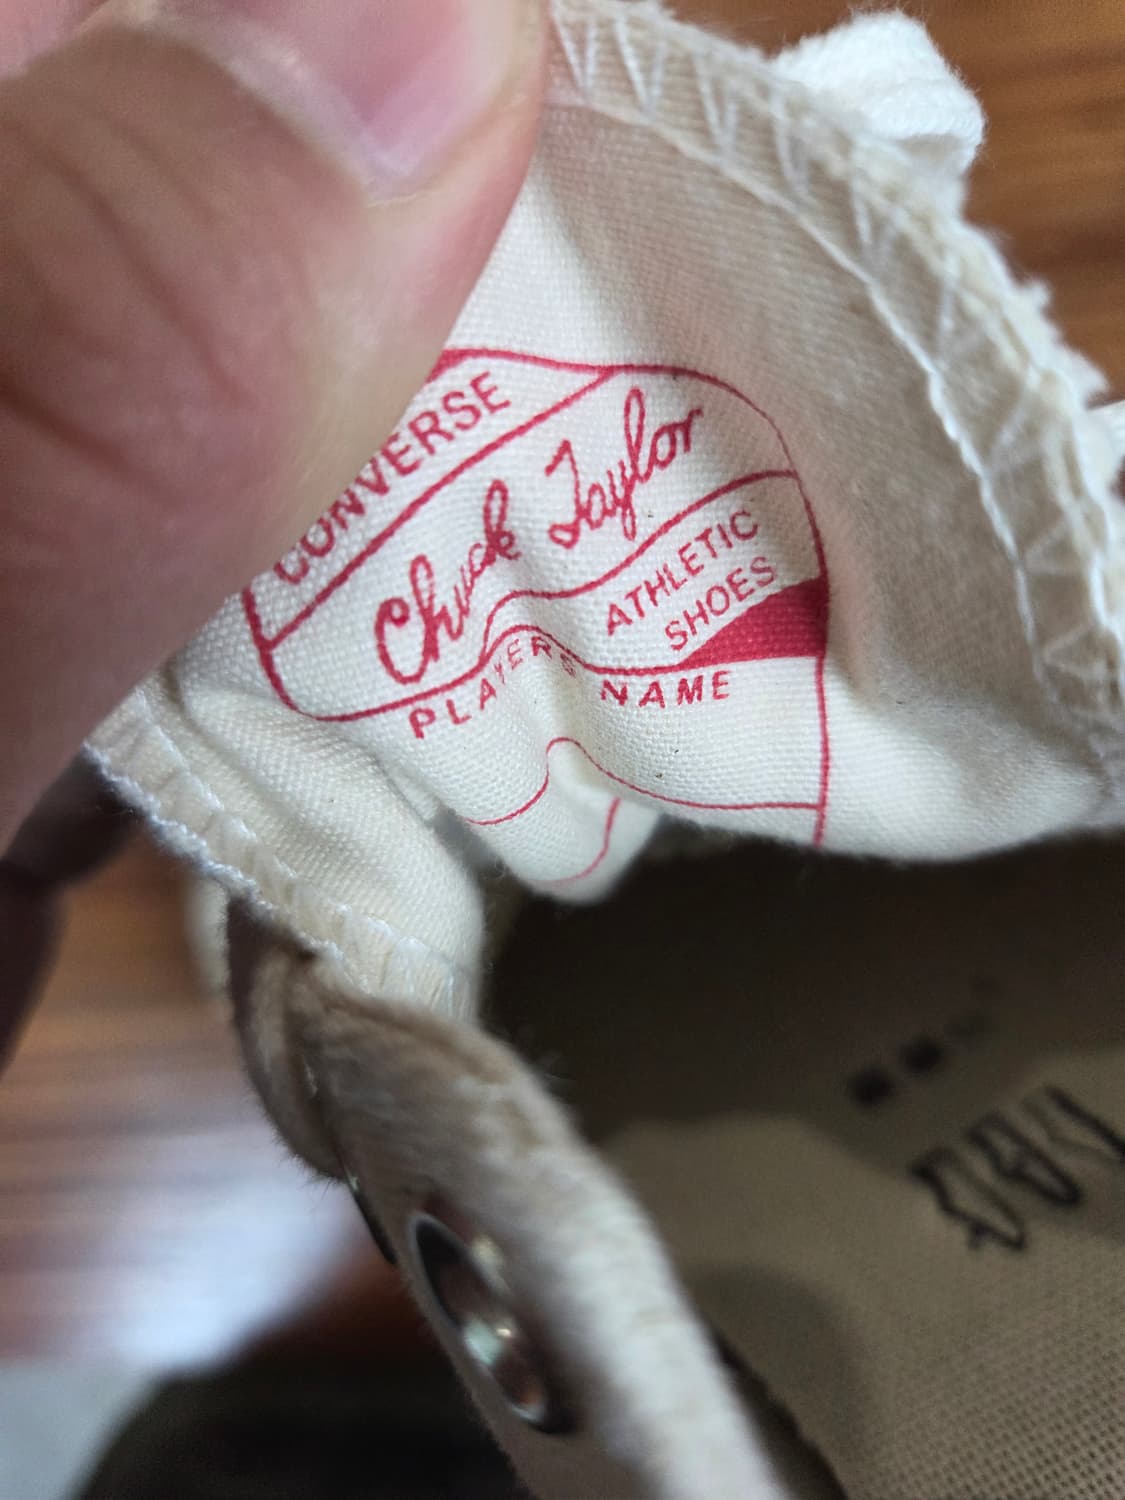 CONVERSE
Chuck Taylor
ATHLETIC
SHOES
PLAYERS NAME